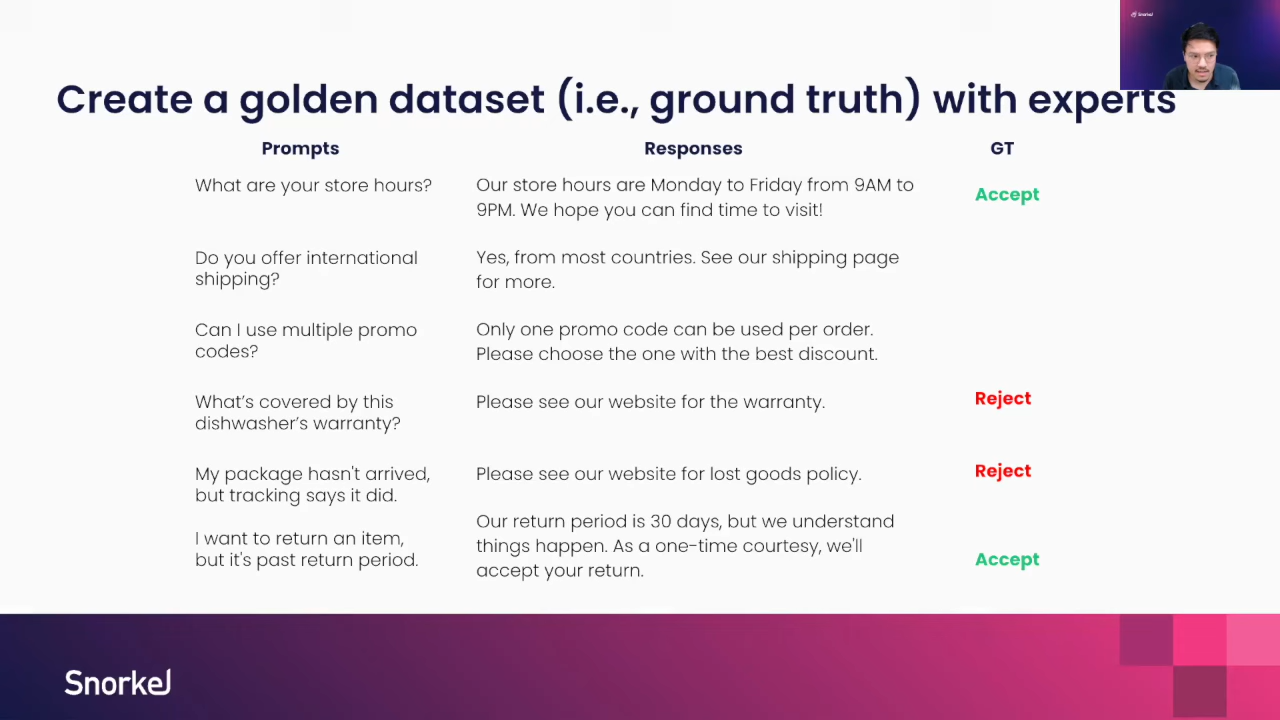 Snorkel
Create a golden dataset (i.e., ground truth) with experts
Prompts Responses GT
What are your store hours?
Our store hours are Monday to Friday from 9AM to
9PM. We hope you can find time to visit!
Accept
Do you offer international
shipping?
Yes, from most countries. See our shipping page
for more.
Can I use multiple promo
codes?
Only one promo code can be used per order.
Please choose the one with the best discount.
What's covered by this
dishwasher's warranty?
Please see our website for the warranty.
Reject
My package hasn't arrived,
but tracking says it did.
Please see our website for lost goods policy.
Reject
I want to return an item,
but it's past return period.
Our return period is 30 days, but we understand
things happen. As a one-time courtesy, we'll
accept your return.
Accept
Snorkel